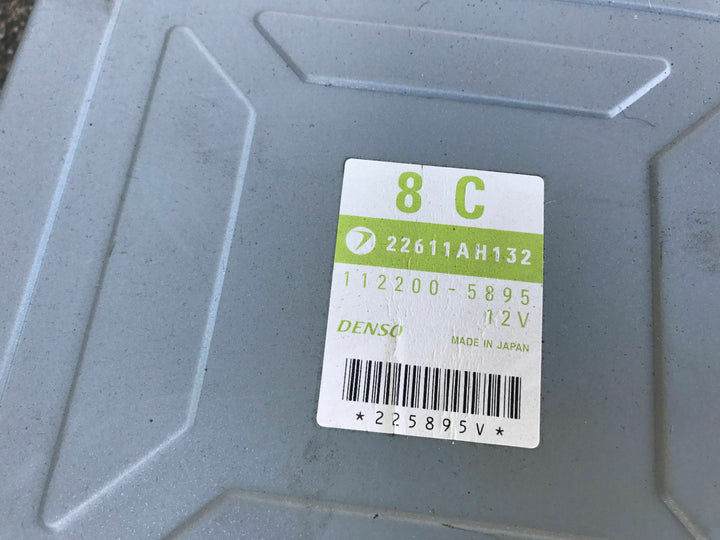 8 C
22611AH132
112200-5895
12V
DENSO
MADE IN JAPAN
*225895V*